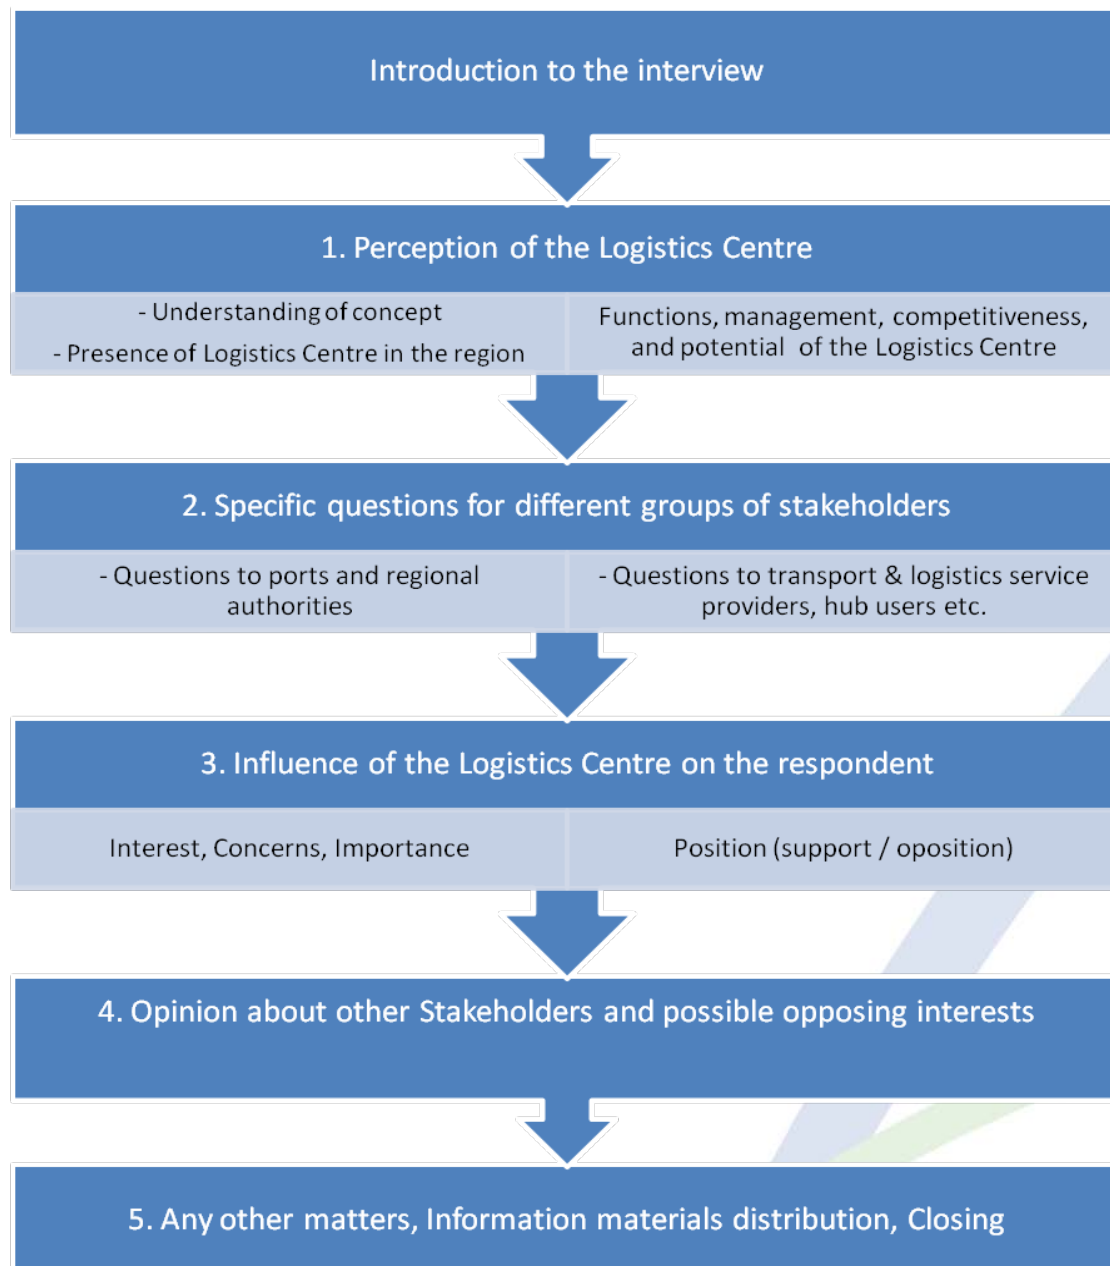 Introduction to the interview
1. Perception of the Logistics Centre
- Understanding of concept
- Presence of Logistics Centre in the region
Functions, management, competitiveness,
and potential of the Logistics Centre
2. Specific questions for different groups of stakeholders
- Questions to ports and regional
authorities
- Questions to transport & logistics service
providers, hub users etc.
3. Influence of the Logistics Centre on the respondent
Interest, Concerns, Importance
Position (support / oposition)
4. Opinion about other Stakeholders and possible opposing interests
5. Any other matters, Information materials distribution, Closing